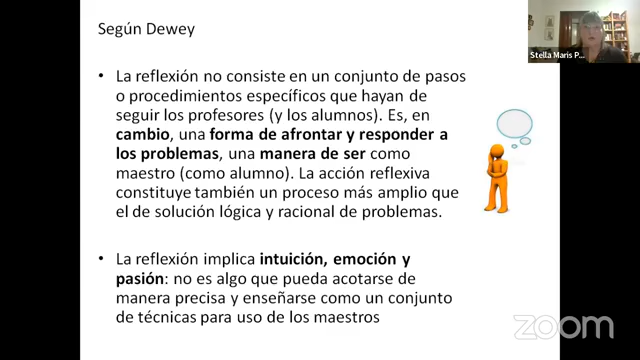 Según Dewey
Stella Maris P...
• La reflexión no consiste en un conjunto de pasos
o procedimientos específicos que hayan de
seguir los profesores (y los alumnos). Es, en
cambio, una forma de afrontar y responder a
los problemas, una manera de ser como
maestro (como alumno). La acción reflexiva
constituye también un proceso más amplio que
el de solución lógica y racional de problemas.
• La reflexión implica intuición, emoción y
pasión: no es algo que pueda acotarse de
manera precisa y enseñarse como un conjunto
de técnicas para uso de los maestros
zoom